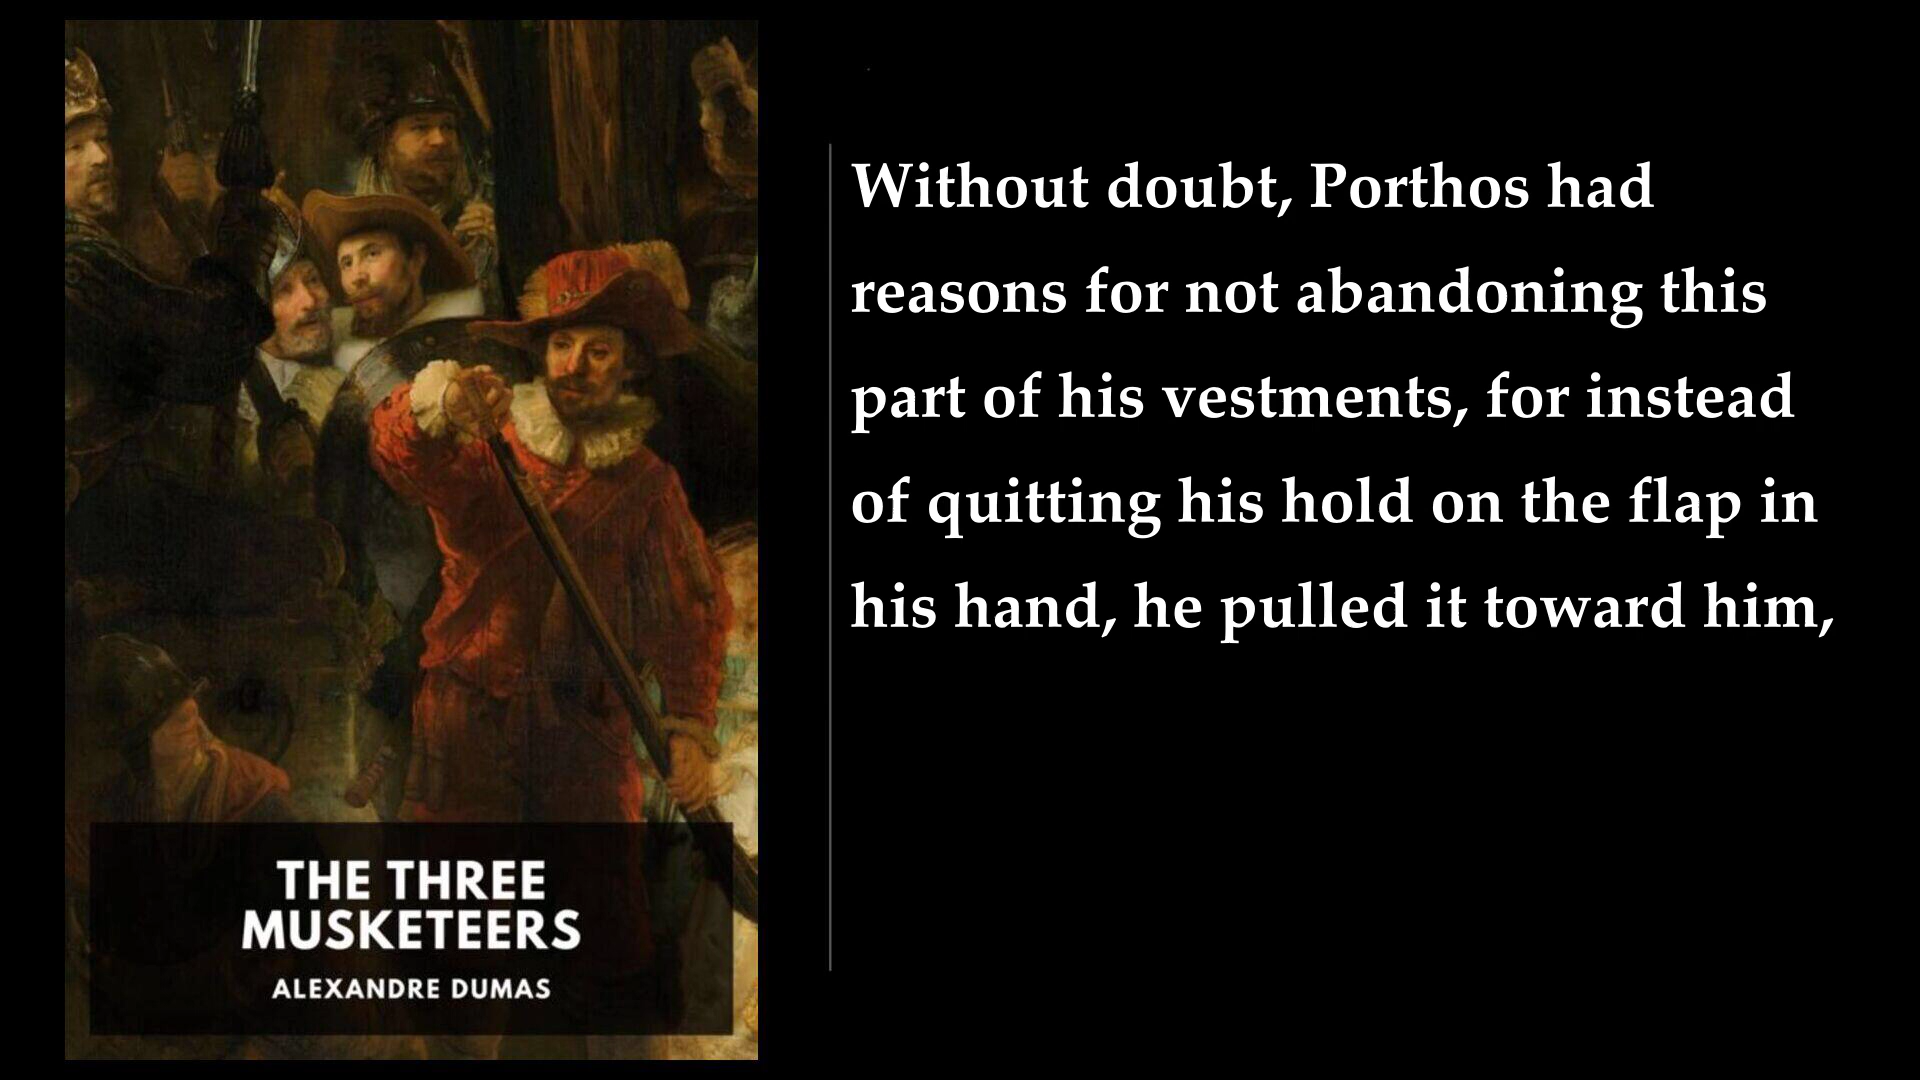 THE THREE
MUSKETEERS
ALEXANDRE DUMAS
Without doubt, Porthos had
reasons for not abandoning this
part of his vestments, for instead
of quitting his hold on the flap in
his hand, he pulled it toward him,